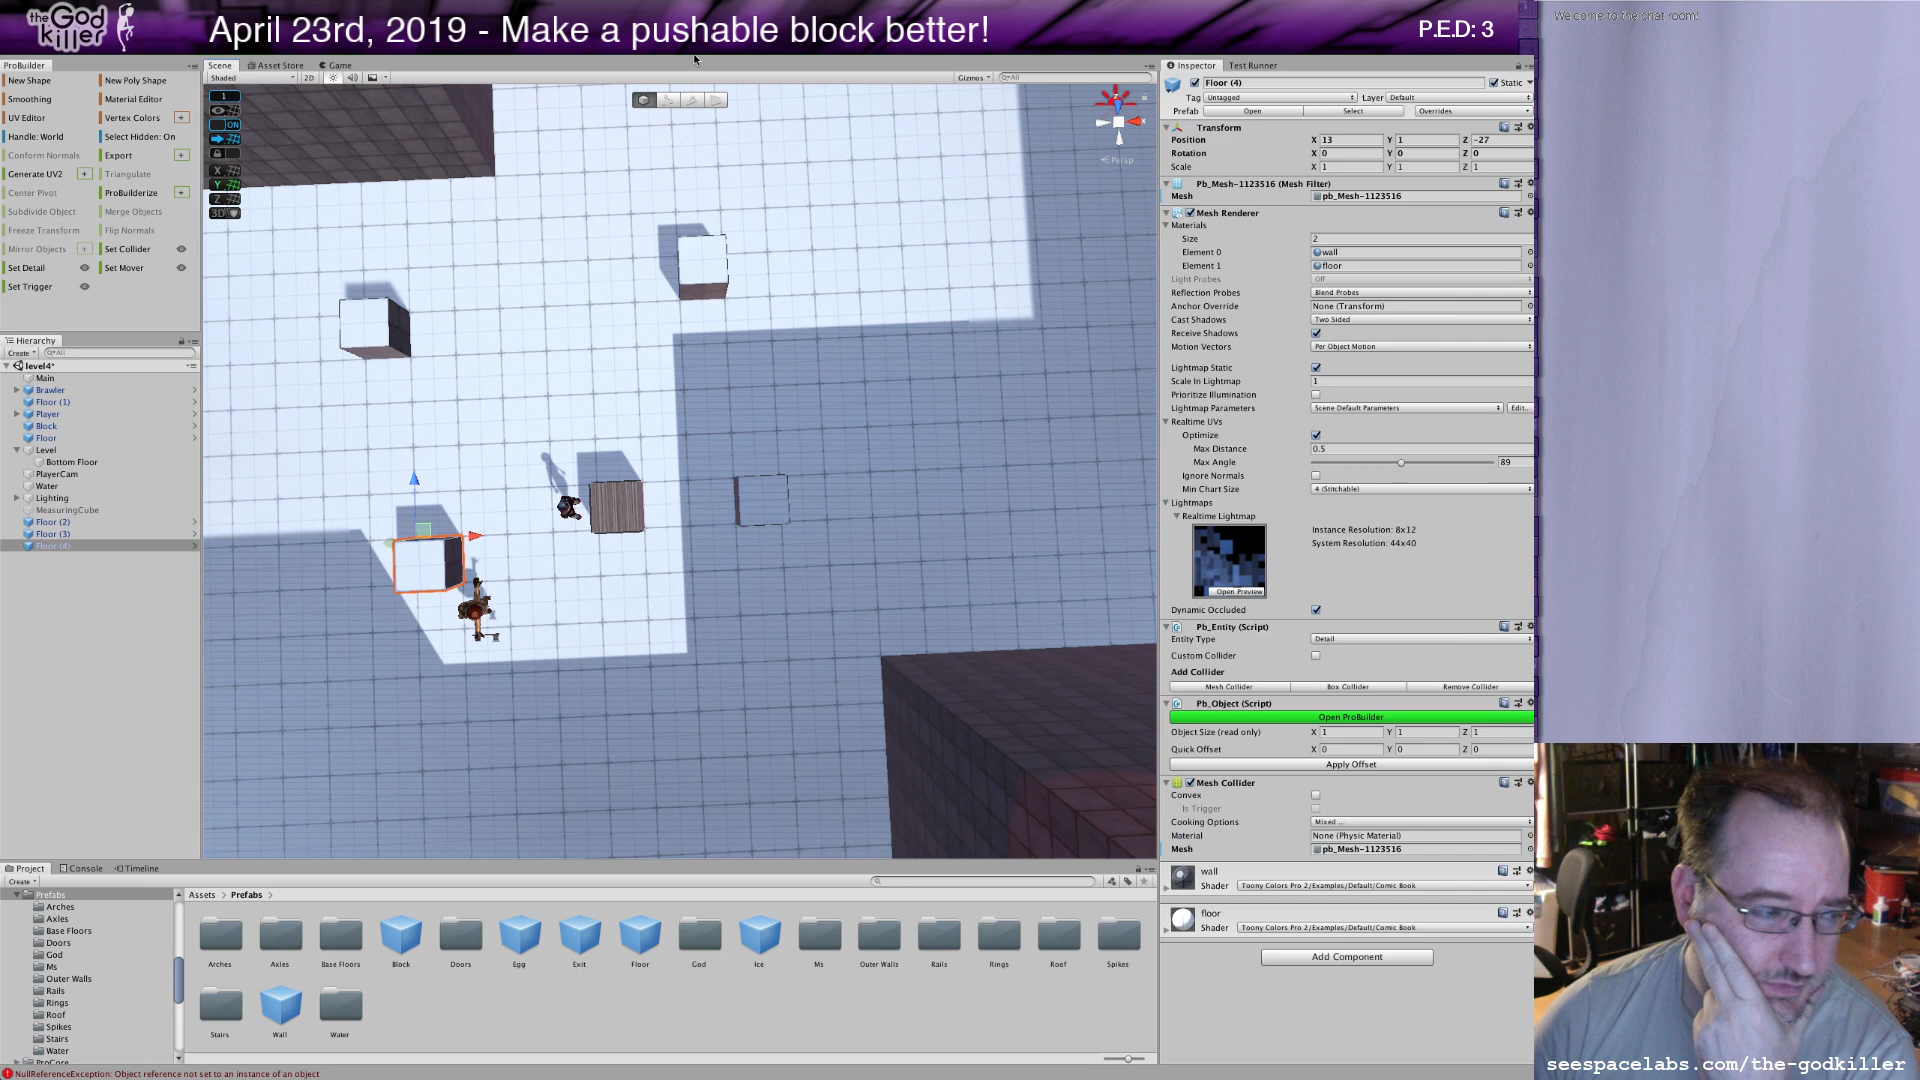 the God killer
April 23rd, 2019 - Make a pushable block better!
P.E.D: 3
Welcome to the chat room!
ProBuilder
New Shape
New Poly Shape
Smoothing
Material Editor
UV Editor
Vertex Colors
Handle: World
Select Hidden: On
Conform Normals
Export
Generate UV2
Triangulate
Center Pivot
ProBuilderize
Subdivide Object
Merge Objects
Freeze Transform
Flip Normals
Mirror Objects
Set Collider
Set Detail
Set Mover
Set Trigger
Hierarchy
Create
All
level4*
Main
Brawler
Floor (1)
Player
Block
Floor
Level
Bottom Floor
PlayerCam
Water
Lighting
MeasuringCube
Floor (2)
Floor (3)
Floor (4)
Scene
Asset Store
Game
Shaded
2D
Gizmos
All
1
ON
X
Y
Z
3D
Persp
Inspector
Test Runner
Floor (4)
Static
Tag
Untagged
Layer
Default
Prefab
Open
Select
Overrides
Transform
Position X 13 Y 1 Z -27
Rotation X 0 Y 0 Z 0
Scale X 1 Y 1 Z 1
Pb_Mesh-1123516 (Mesh Filter)
Mesh pb_Mesh-1123516
Mesh Renderer
Materials
Size 2
Element 0 wall
Element 1 floor
Light Probes Off
Reflection Probes Blend Probes
Anchor Override None (Transform)
Cast Shadows Two Sided
Receive Shadows
Motion Vectors Per Object Motion
Lightmap Static
Scale In Lightmap 1
Prioritize Illumination
Lightmap Parameters Scene Default Parameters Edit...
Realtime UVs
Optimize
Max Distance 0.5
Max Angle 89
Ignore Normals
Min Chart Size 4 (Stitchable)
Lightmaps
Realtime Lightmap
Instance Resolution: 8x12
System Resolution: 44x40
Open Preview
Dynamic Occluded
Pb_Entity (Script)
Entity Type Detail
Custom Collider
Add Collider
Mesh Collider Box Collider Remove Collider
Pb_Object (Script)
Open ProBuilder
Object Size (read only) X 1 Y 1 Z 1
Quick Offset X 0 Y 0 Z 0
Apply Offset
Mesh Collider
Convex
Is Trigger
Cooking Options Mixed ...
Material None (Physic Material)
Mesh pb_Mesh-1123516
wall
Shader Toony Colors Pro 2/Examples/Default/Comic Book
floor
Shader Toony Colors Pro 2/Examples/Default/Comic Book
Add Component
Project
Console
Timeline
Create
Prefabs
Arches
Axles
Base Floors
Doors
God
Ms
Outer Walls
Rails
Rings
Roof
Spikes
Stairs
Water
ProCore
Assets > Prefabs >
Arches Axles Base Floors Block Doors Egg Exit Floor God Ice Ms Outer Walls Rails Rings Roof Spikes
Stairs Wall Water
NullReferenceException: Object reference not set to an instance of an object
seespacelabs.com/the-godkiller